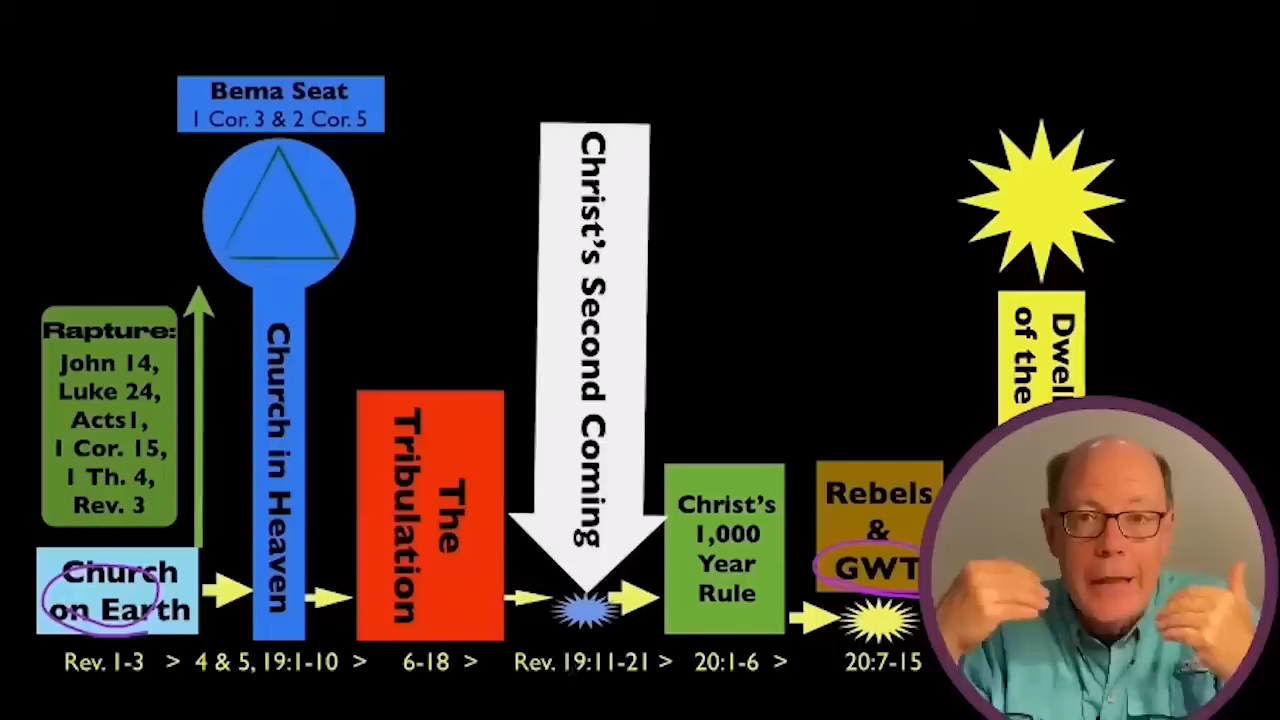 Bema Seat
1 Cor. 3 & 2 Cor. 5
Rapture:
John 14,
Luke 24,
Acts1,
1 Cor. 15,
1 Th. 4,
Rev. 3
Church
on Earth
Church in Heaven
The
Tribulation
Christ's Second Coming
Christ's
1,000
Year
Rule
Rebels
&
GWT
of the
Rev. 1-3 > 4 & 5, 19:1-10 > 6-18 > Rev. 19:11-21 > 20:1-6 > 20:7-15